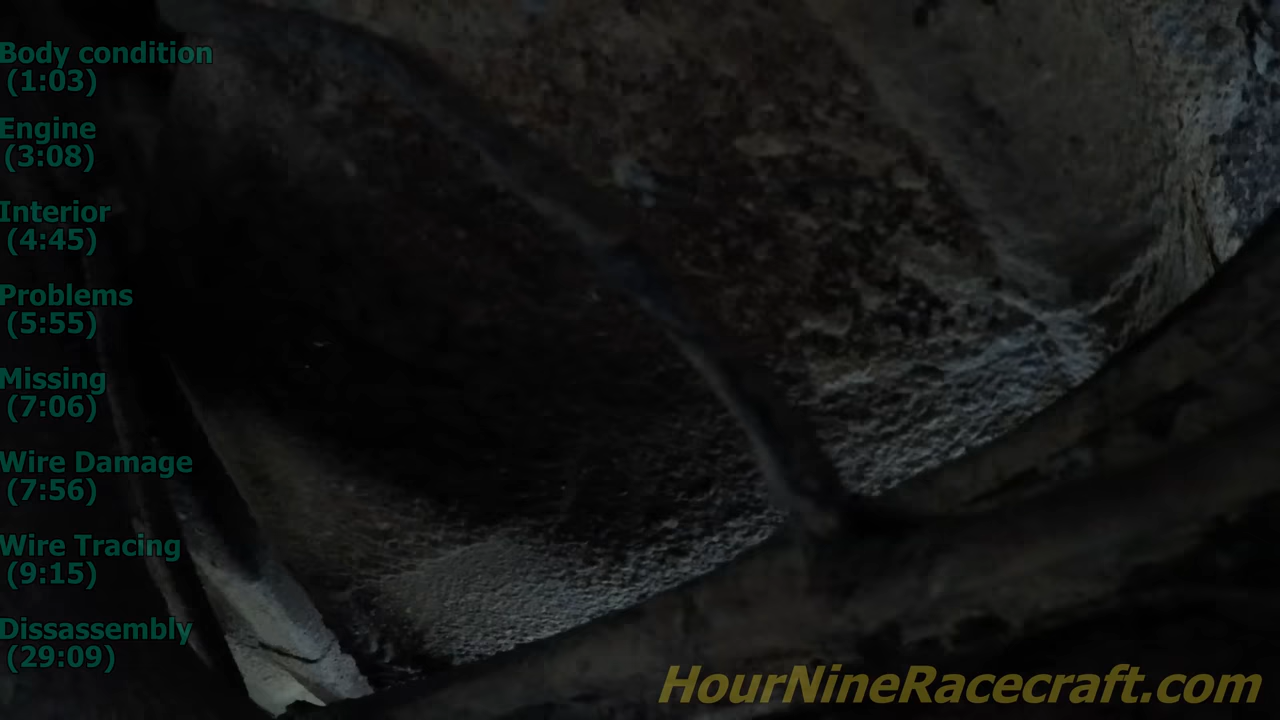 Body condition
(1:03)
Engine
(3:08)
Interior
(4:45)
Problems
(5:55)
Missing
(7:06)
Wire Damage
(7:56)
Wire Tracing
(9:15)
Dissassembly
(29:09)
HourNineRacecraft.com